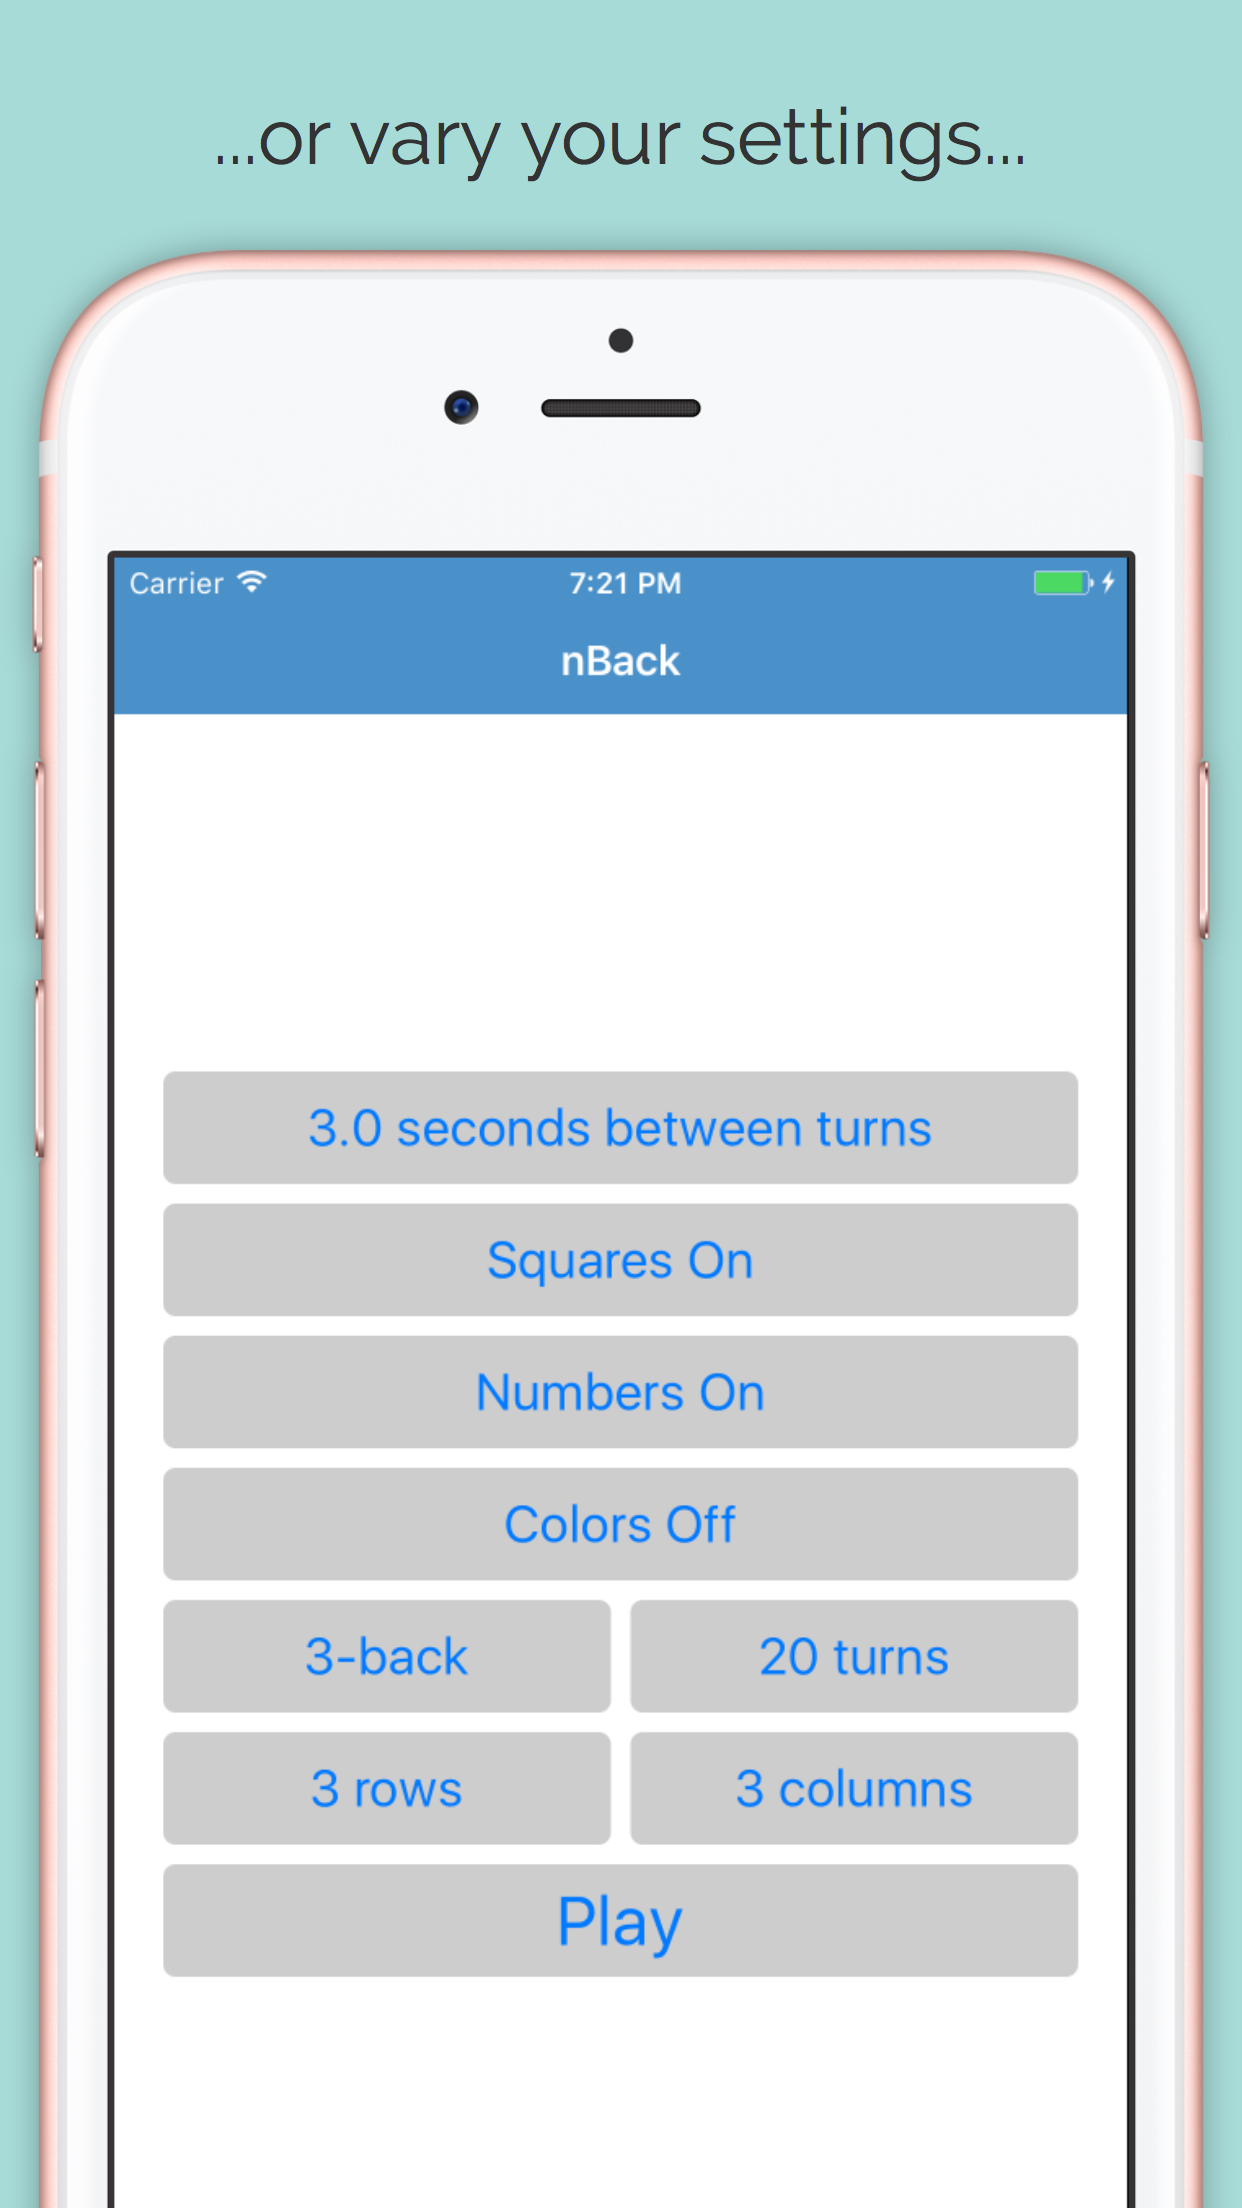 ...or vary your settings...
Carrier 7:21 PM
nBack
3.0 seconds between turns
Squares On
Numbers On
Colors Off
3-back 20 turns
3 rows 3 columns
Play